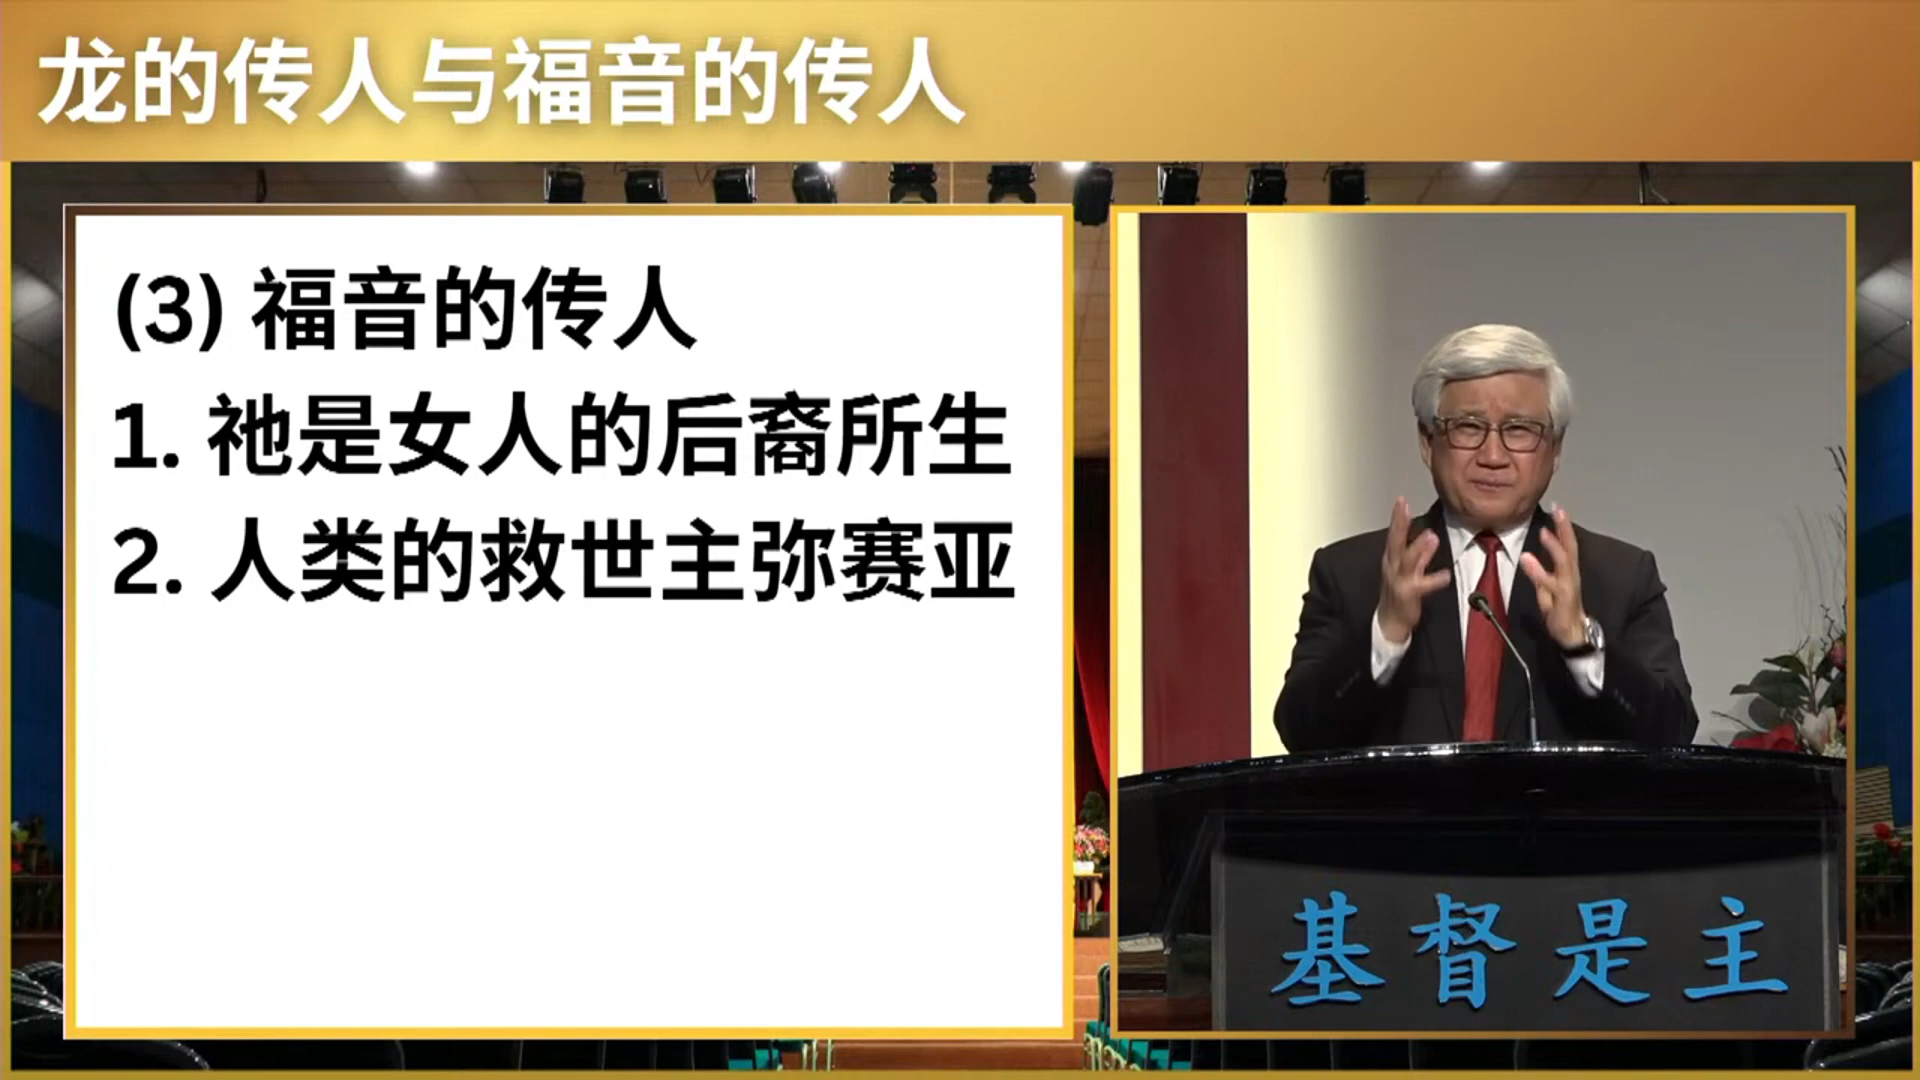 龙的传人与福音的传人
(3) 福音的传人
1. 祂是女人的后裔所生
2. 人类的救世主弥赛亚
基督是主